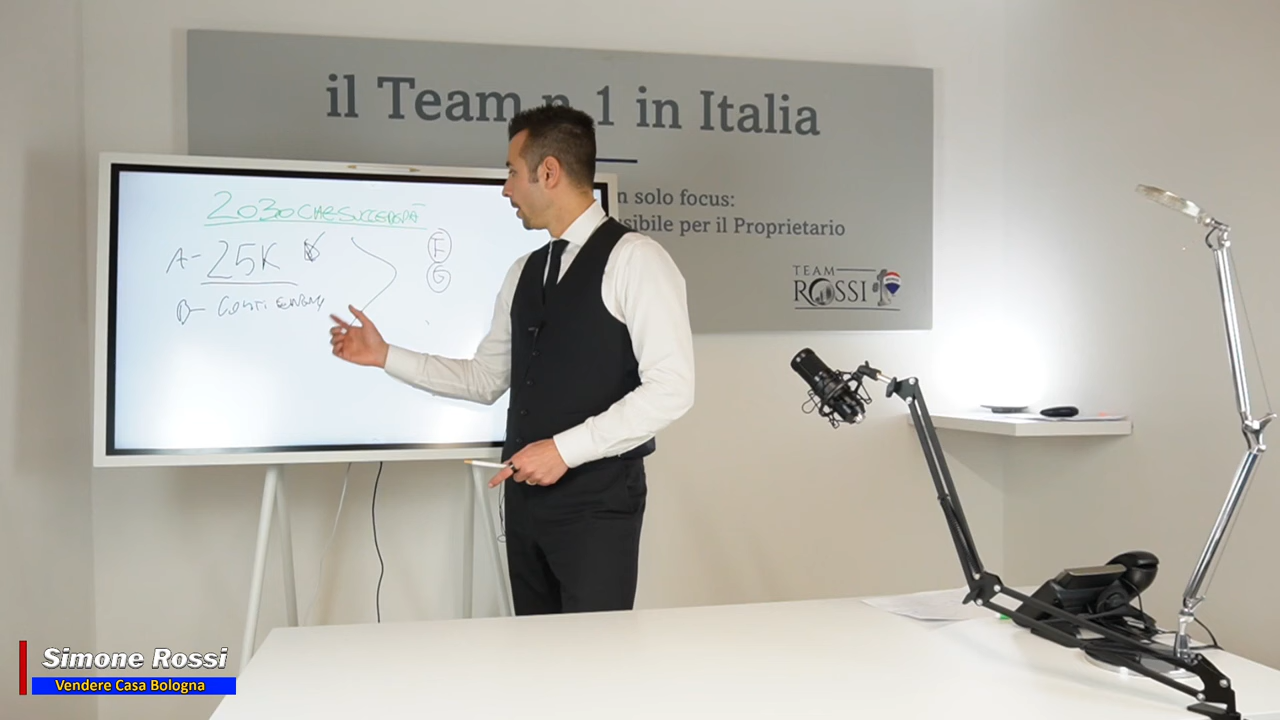 il Team n. 1 in Italia
n solo focus:
sibile per il Proprietario
TEAM
ROSSI
2030 CHE SUCCEDERÀ
A - 25K
B - CONTI
F
G
Simone Rossi
Vendere Casa Bologna